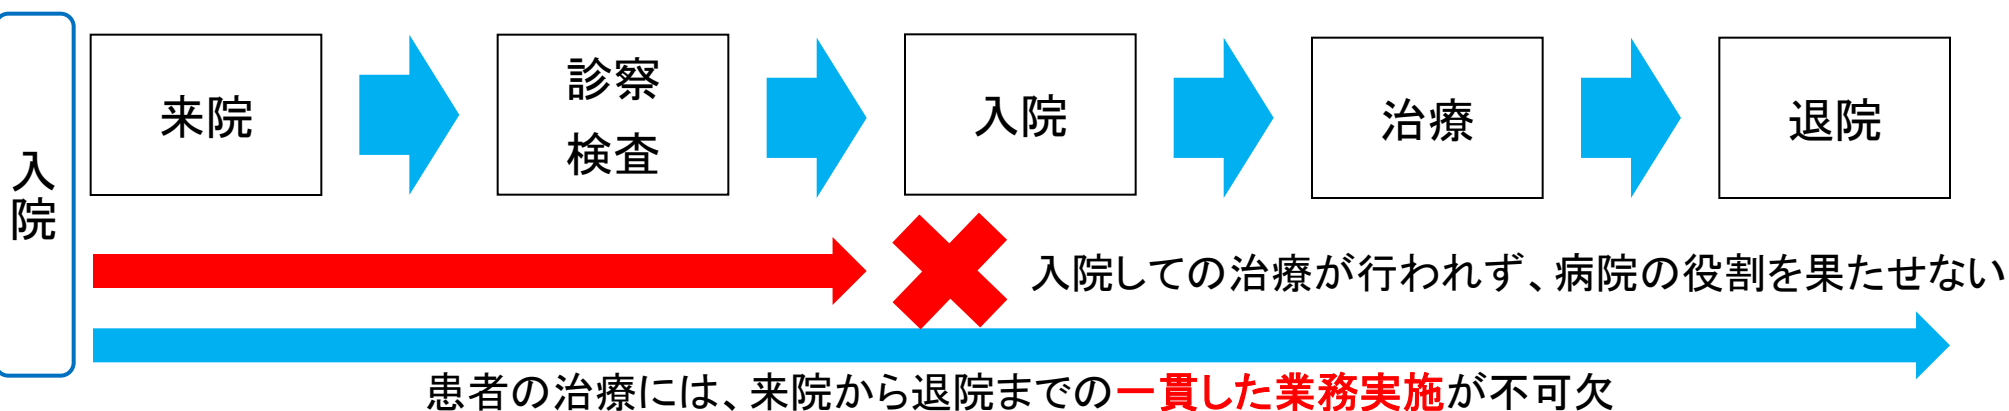 入院
来院
診察
検査
入院
治療
退院
入院しての治療が行われず、病院の役割を果たせない
患者の治療には、来院から退院までの一貫した業務実施が不可欠